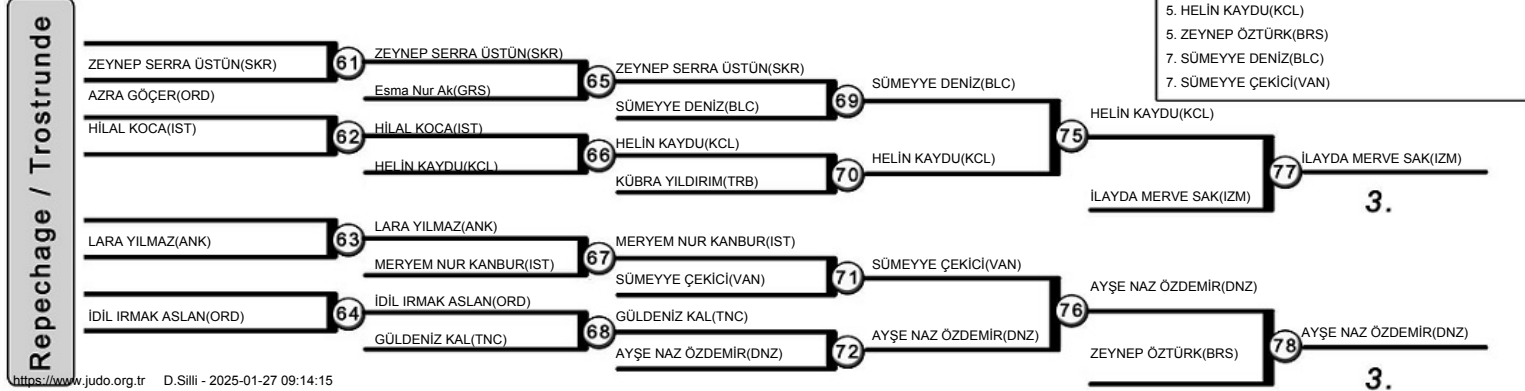 Repechage / Trostrunde
5. HELİN KAYDU(KCL)
5. ZEYNEP ÖZTÜRK(BRS)
7. SÜMEYYE DENİZ(BLC)
7. SÜMEYYE ÇEKİCİ(VAN)
ZEYNEP SERRA ÜSTÜN(SKR)
AZRA GÖÇER(ORD)
HİLAL KOCA(IST)
LARA YILMAZ(ANK)
İDİL IRMAK ASLAN(ORD)
61
62
63
64
ZEYNEP SERRA ÜSTÜN(SKR)
Esma Nur Ak(GRS)
HİLAL KOCA(IST)
HELİN KAYDU(KCL)
LARA YILMAZ(ANK)
MERYEM NUR KANBUR(IST)
İDİL IRMAK ASLAN(ORD)
GÜLDENİZ KAL(TNC)
65
66
67
68
ZEYNEP SERRA ÜSTÜN(SKR)
SÜMEYYE DENİZ(BLC)
HELİN KAYDU(KCL)
KÜBRA YILDIRIM(TRB)
MERYEM NUR KANBUR(IST)
SÜMEYYE ÇEKİCİ(VAN)
GÜLDENİZ KAL(TNC)
AYŞE NAZ ÖZDEMİR(DNZ)
69
70
71
72
SÜMEYYE DENİZ(BLC)
HELİN KAYDU(KCL)
SÜMEYYE ÇEKİCİ(VAN)
AYŞE NAZ ÖZDEMİR(DNZ)
75
76
HELİN KAYDU(KCL)
İLAYDA MERVE SAK(IZM)
AYŞE NAZ ÖZDEMİR(DNZ)
ZEYNEP ÖZTÜRK(BRS)
77
78
İLAYDA MERVE SAK(IZM)
3.
AYŞE NAZ ÖZDEMİR(DNZ)
3.
https://www.judo.org.tr D.Silli - 2025-01-27 09:14:15